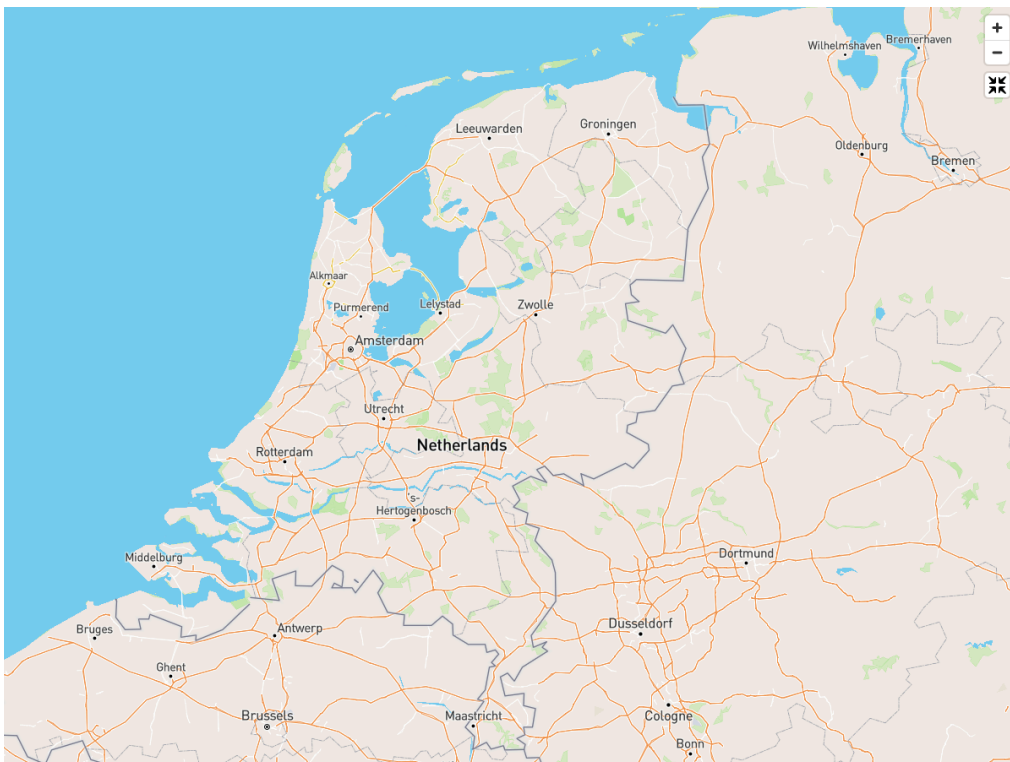 +
Bremerhaven
Wilhelmshaven
−
Leeuwarden
Groningen
Oldenburg
Bremen
Alkmaar
Purmerend
Lelystad
Zwolle
Amsterdam
Utrecht
Netherlands
Rotterdam
's-
Hertogenbosch
Middelburg
Dortmund
Bruges
Antwerp
Dusseldorf
Ghent
Brussels
Maastricht
Cologne
Bonn